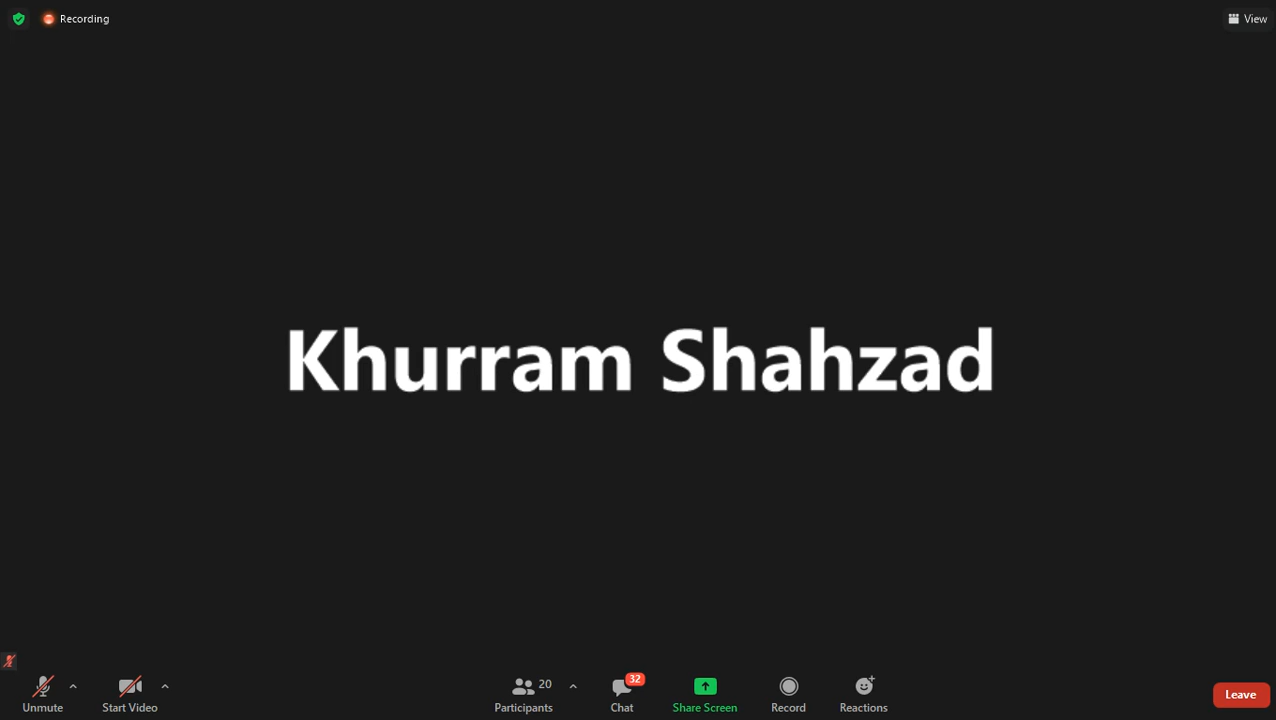 Recording
View
Khurram Shahzad
20
32
Unmute
Start Video
Participants
Chat
Share Screen
Record
Reactions
Leave